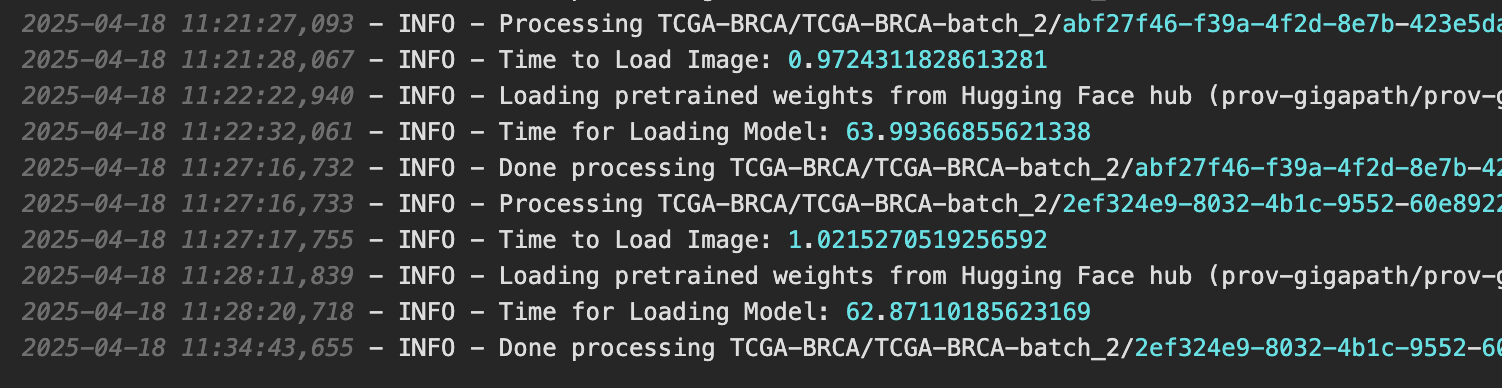 2025-04-18 11:21:27,093 - INFO - Processing TCGA-BRCA/TCGA-BRCA-batch_2/abf27f46-f39a-4f2d-8e7b-423e5da
2025-04-18 11:21:28,067 - INFO - Time to Load Image: 0.9724311828613281
2025-04-18 11:22:22,940 - INFO - Loading pretrained weights from Hugging Face hub (prov-gigapath/prov-g
2025-04-18 11:22:32,061 - INFO - Time for Loading Model: 63.99366855621338
2025-04-18 11:27:16,732 - INFO - Done processing TCGA-BRCA/TCGA-BRCA-batch_2/abf27f46-f39a-4f2d-8e7b-42
2025-04-18 11:27:16,733 - INFO - Processing TCGA-BRCA/TCGA-BRCA-batch_2/2ef324e9-8032-4b1c-9552-60e8922
2025-04-18 11:27:17,755 - INFO - Time to Load Image: 1.0215270519256592
2025-04-18 11:28:11,839 - INFO - Loading pretrained weights from Hugging Face hub (prov-gigapath/prov-g
2025-04-18 11:28:20,718 - INFO - Time for Loading Model: 62.87110185623169
2025-04-18 11:34:43,655 - INFO - Done processing TCGA-BRCA/TCGA-BRCA-batch_2/2ef324e9-8032-4b1c-9552-60